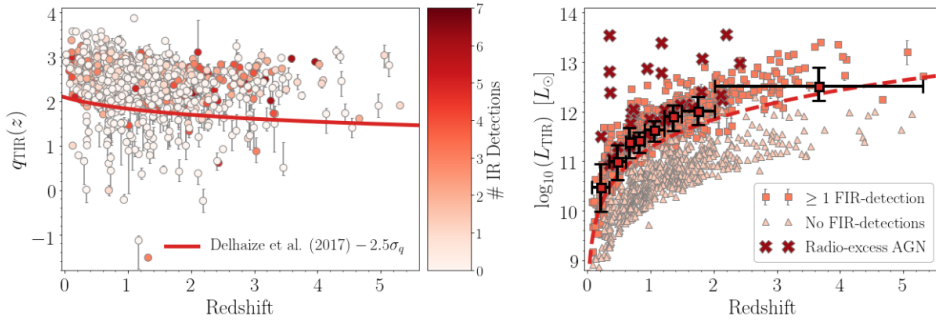 4
3
2
1
0
−1
q_TIR(z)
0 1 2 3 4 5
Redshift
Delhaize et al. (2017) − 2.5σ_q
7
6
5
4
3
2
1
0
# IR Detections
14
13
12
11
10
9
log₁₀(L_TIR) [L_⊙]
0 1 2 3 4 5
Redshift
≥ 1 FIR-detection
No FIR-detections
Radio-excess AGN